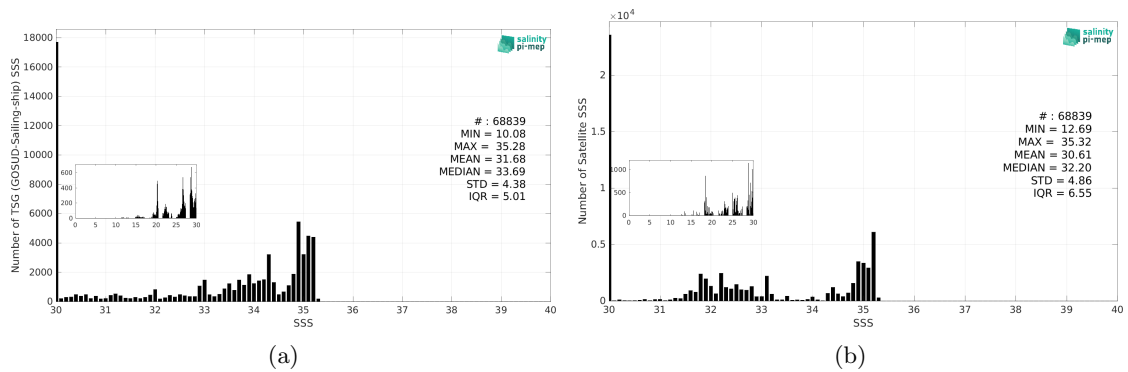 18000
16000
14000
12000
10000
8000
6000
4000
2000
0
Number of TSG (GOSUD-Sailing-ship) SSS
salinity
pi-mep
# : 68839
MIN = 10.08
MAX = 35.28
MEAN = 31.68
MEDIAN = 33.69
STD = 4.38
IQR = 5.01
600
400
200
0
0 5 10 15 20 25 30
30 31 32 33 34 35 36 37 38 39 40
SSS
(a)
×10⁴
2
1.5
1
0.5
0
Number of Satellite SSS
salinity
pi-mep
# : 68839
MIN = 12.69
MAX = 35.32
MEAN = 30.61
MEDIAN = 32.20
STD = 4.86
IQR = 6.55
1000
500
0
0 5 10 15 20 25 30
30 31 32 33 34 35 36 37 38 39 40
SSS
(b)